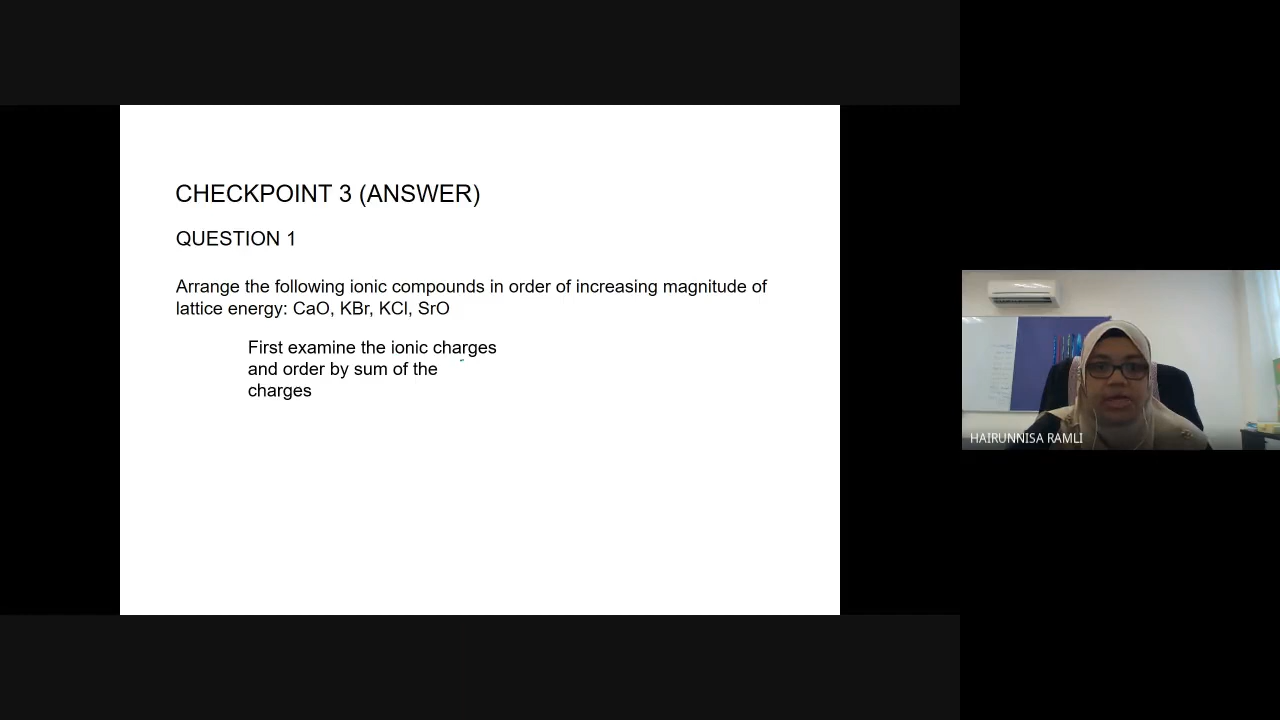 CHECKPOINT 3 (ANSWER)
QUESTION 1
Arrange the following ionic compounds in order of increasing magnitude of
lattice energy: CaO, KBr, KCl, SrO
First examine the ionic charges
and order by sum of the
charges
HAIRUNNISA RAMLI